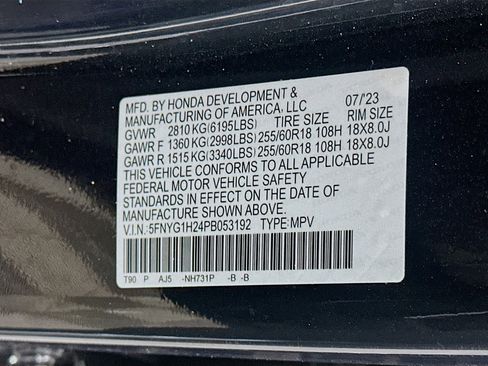 MFD. BY HONDA DEVELOPMENT & 07/'23
MANUFACTURING OF AMERICA, LLC
GVWR 2810 KG(6195LBS) TIRE SIZE RIM SIZE
GAWR F 1360 KG(2998LBS) 255/60R18 108H 18X8.0J
GAWR R 1515 KG(3340LBS) 255/60R18 108H 18X8.0J
THIS VEHICLE CONFORMS TO ALL APPLICABLE
FEDERAL MOTOR VEHICLE SAFETY
STANDARDS IN EFFECT ON THE DATE OF
MANUFACTURE SHOWN ABOVE.
V.I.N.:5FNYG1H24PB053192 TYPE:MPV
T90 P AJ5 -NH731P -B -B